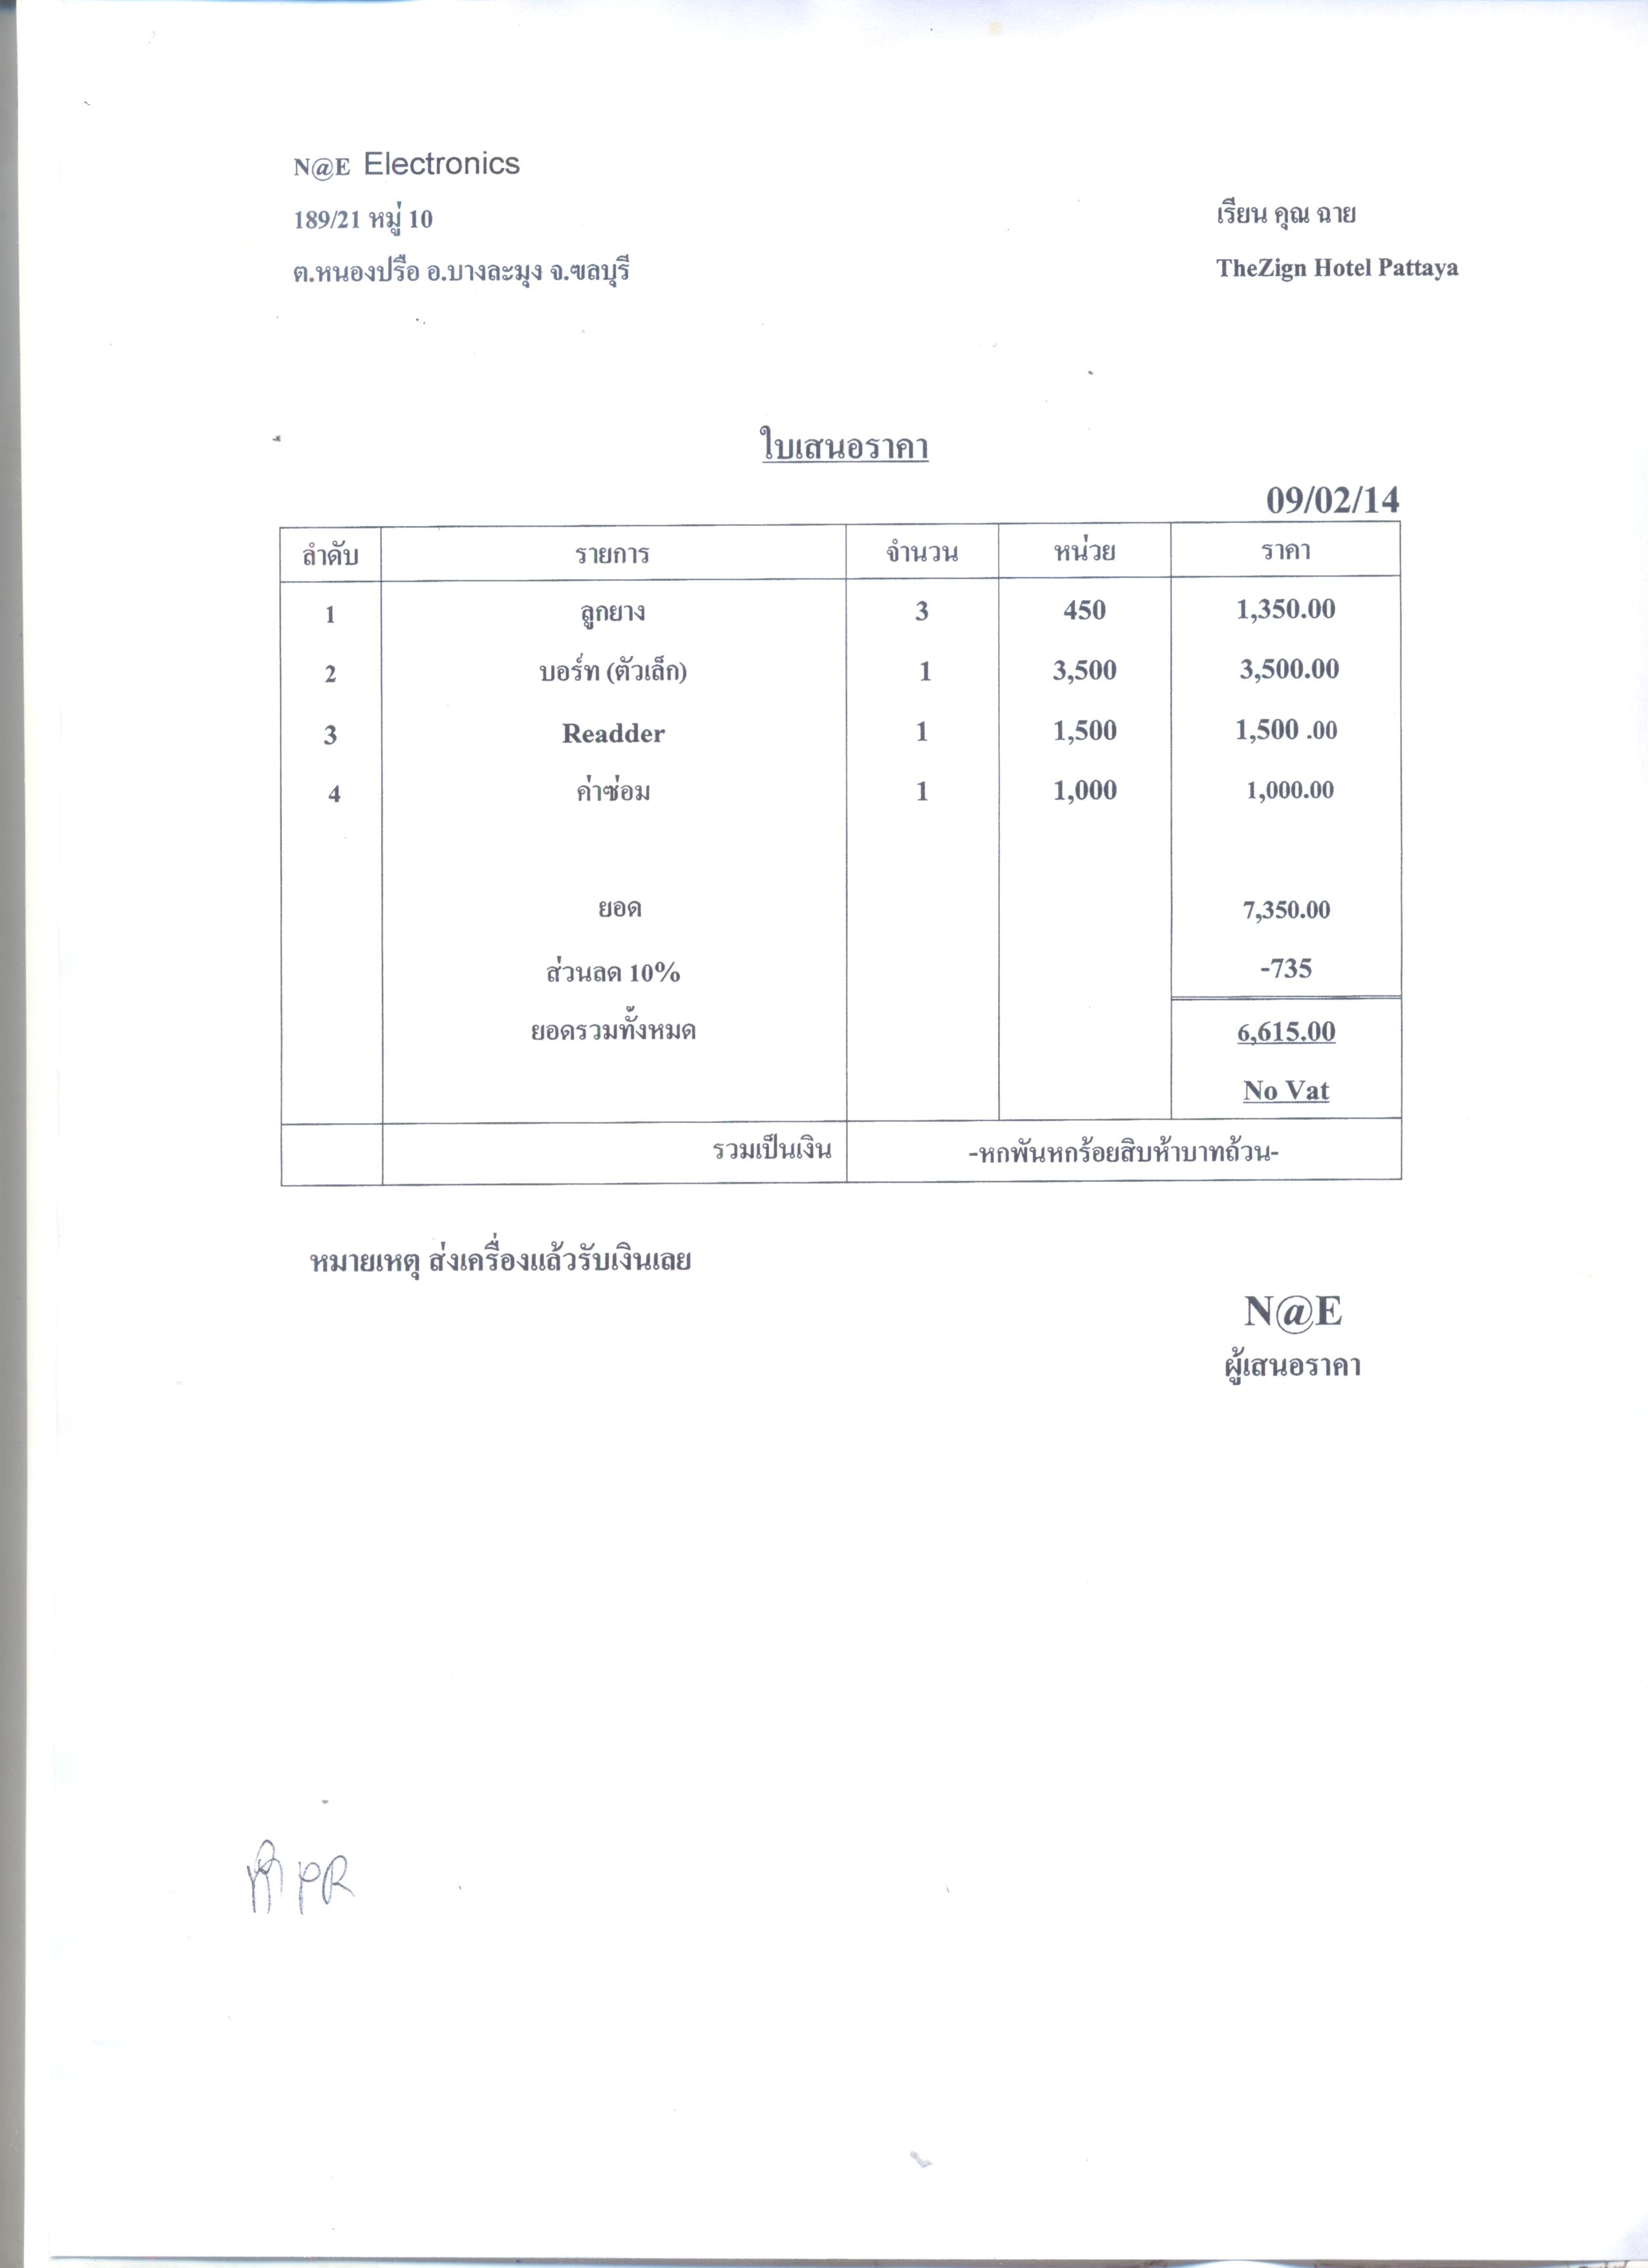 N@E Electronics
189/21 หมู่ 10
ต.หนองปรือ อ.บางละมุง จ.ชลบุรี
เรียน คุณ ฉาย
TheZign Hotel Pattaya
ใบเสนอราคา
09/02/14
ลำดับ รายการ จำนวน หน่วย ราคา
1 ลูกยาง 3 450 1,350.00
2 บอร์ท (ตัวเล็ก) 1 3,500 3,500.00
3 Readder 1 1,500 1,500 .00
4 ค่าซ่อม 1 1,000 1,000.00
ยอด 7,350.00
ส่วนลด 10% -735
ยอดรวมทั้งหมด 6,615.00
No Vat
รวมเป็นเงิน -หกพันหกร้อยสิบห้าบาทถ้วน-
หมายเหตุ ส่งเครื่องแล้วรับเงินเลย
N@E
ผู้เสนอราคา
PR